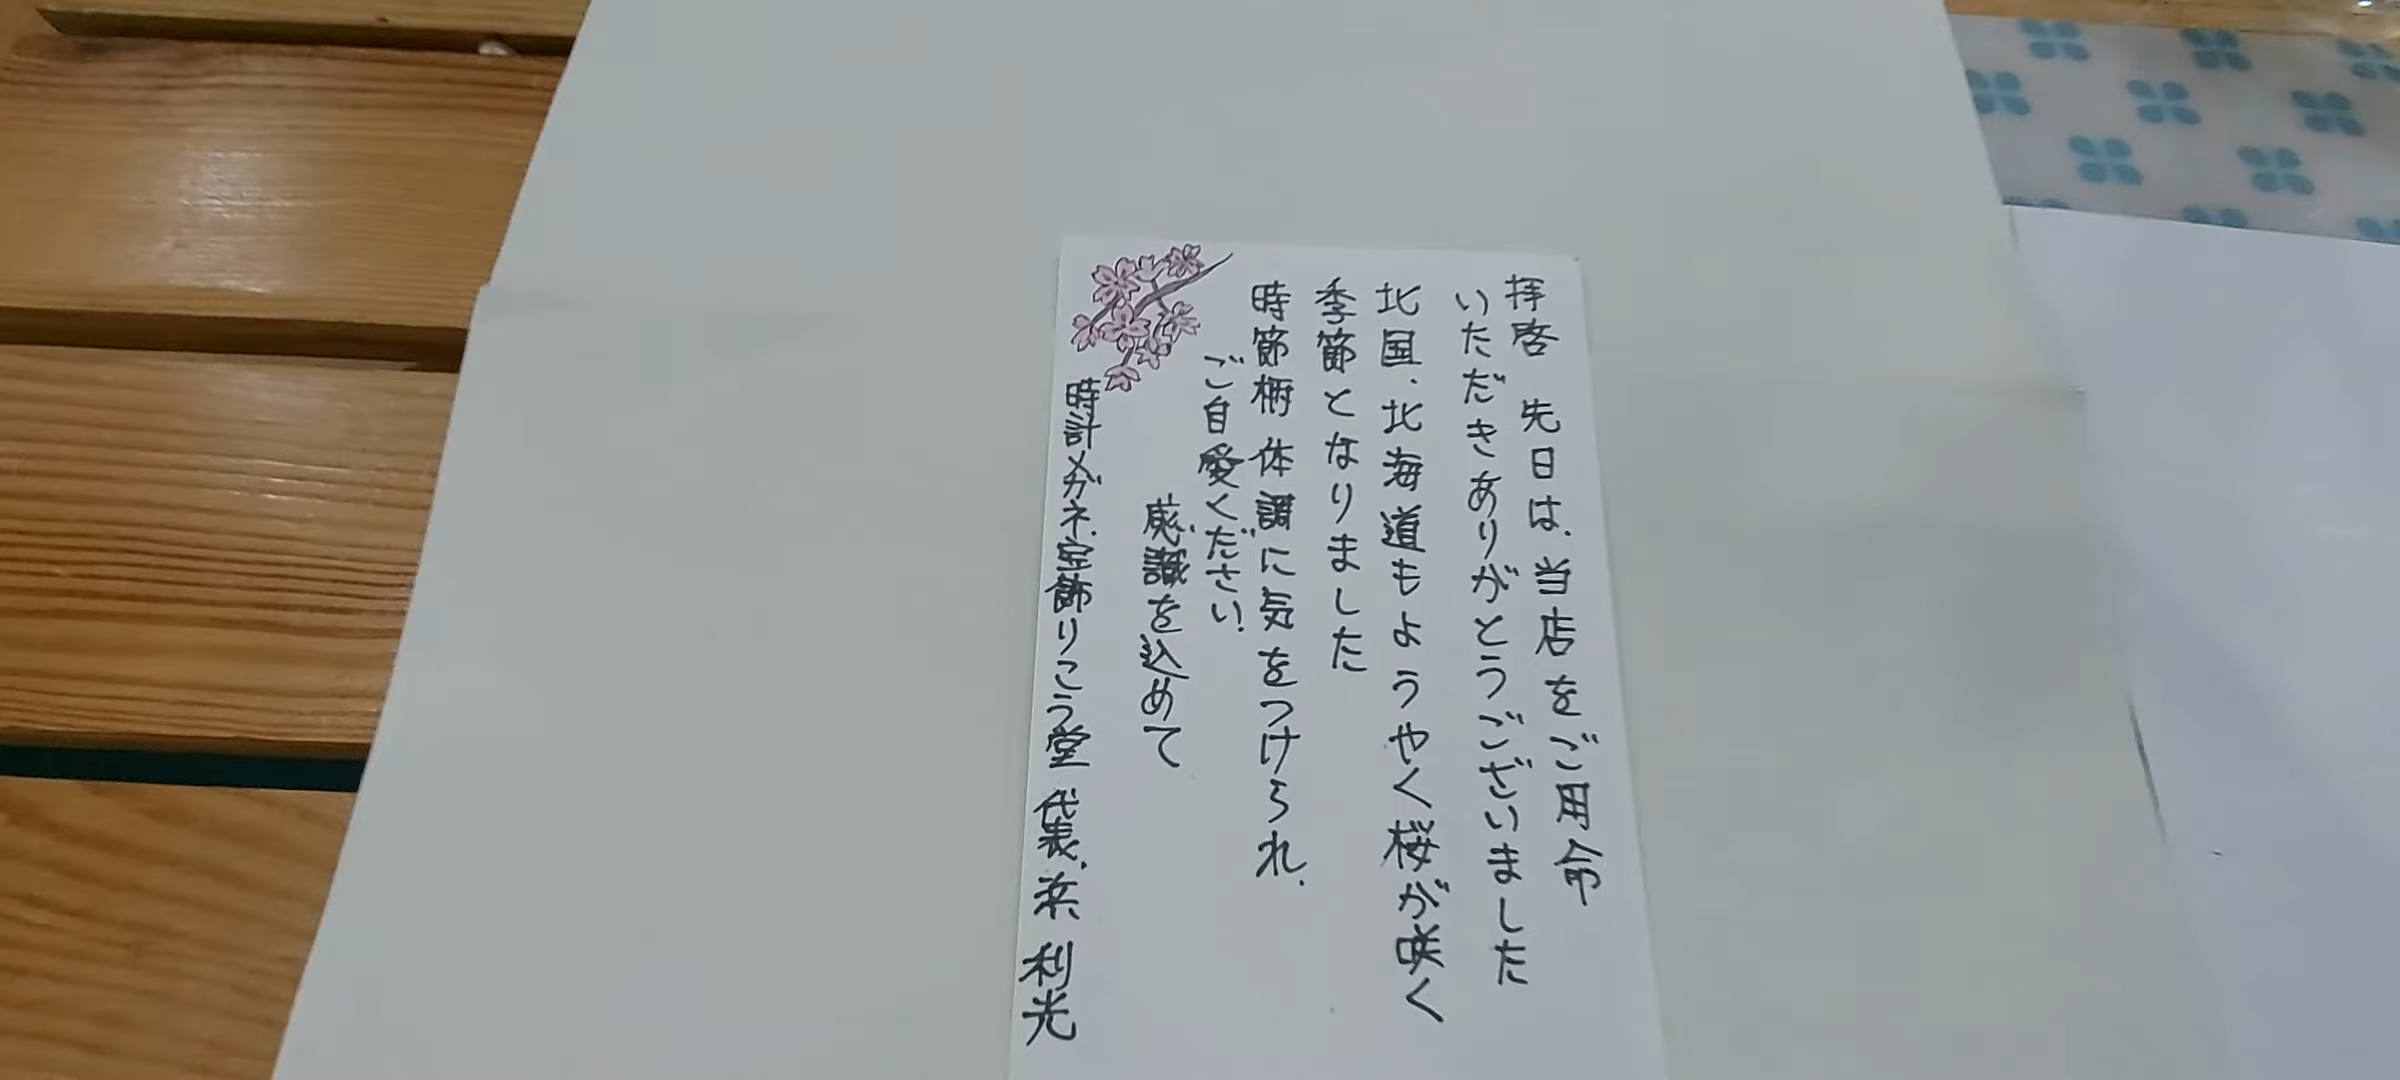 拝啓 先日は、当店をご用命
いただきありがとうございました
北国、北海道もようやく桜が咲く
季節となりました
時節柄 体調に気をつけられ、
ご自愛ください、
感謝を込めて
時計メガネ、宝飾りこう堂 代表、浜 利光